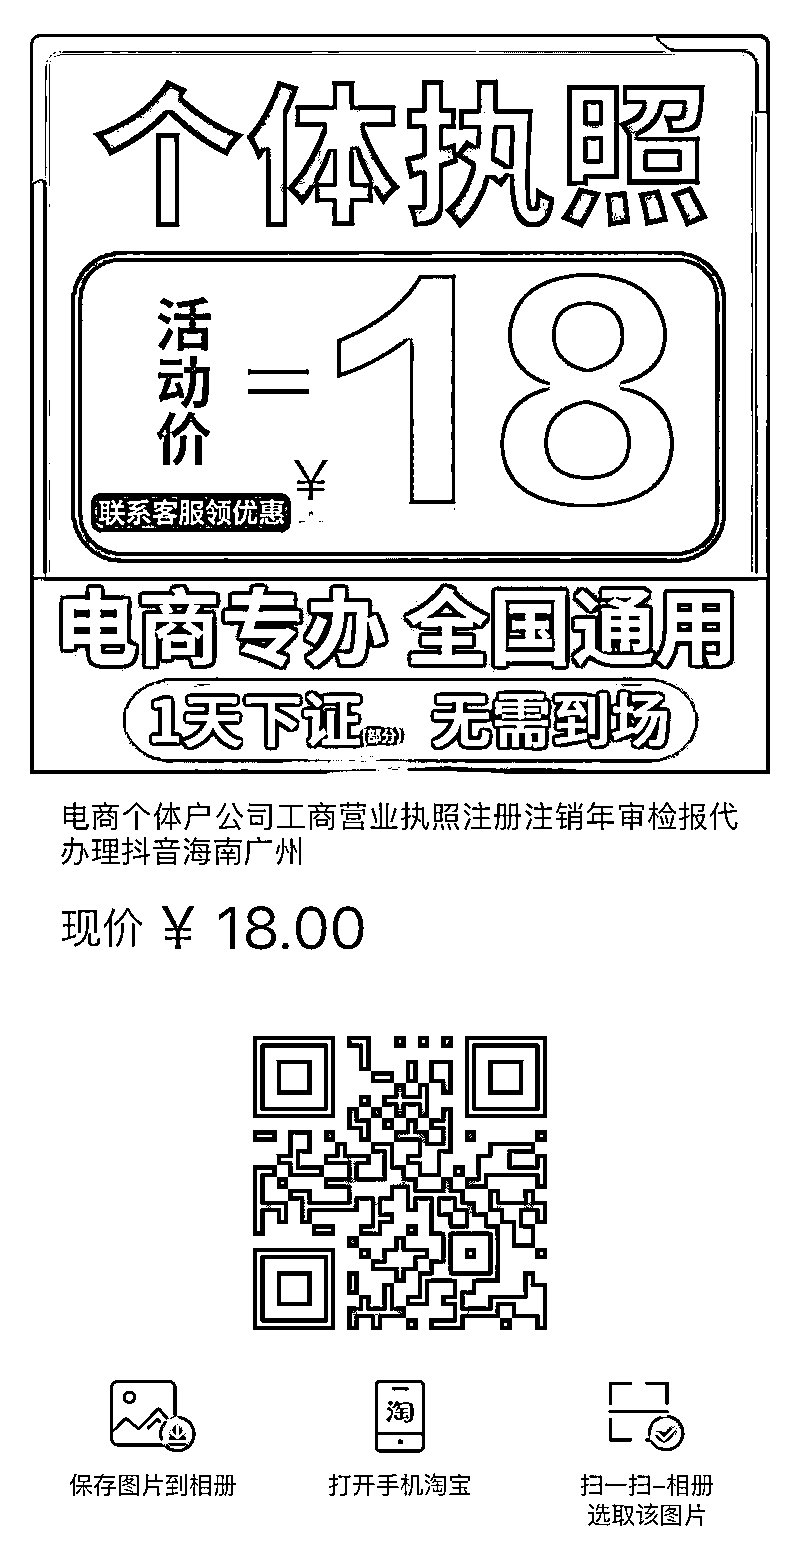 个体执照
活动价
=
¥
18
联系客服领优惠
电商专办 全国通用
1天下证(部分) 无需到场
电商个体户公司工商营业执照注册注销年审检报代
办理抖音海南广州
现价 ¥ 18.00
淘
保存图片到相册
打开手机淘宝
扫一扫-相册
选取该图片